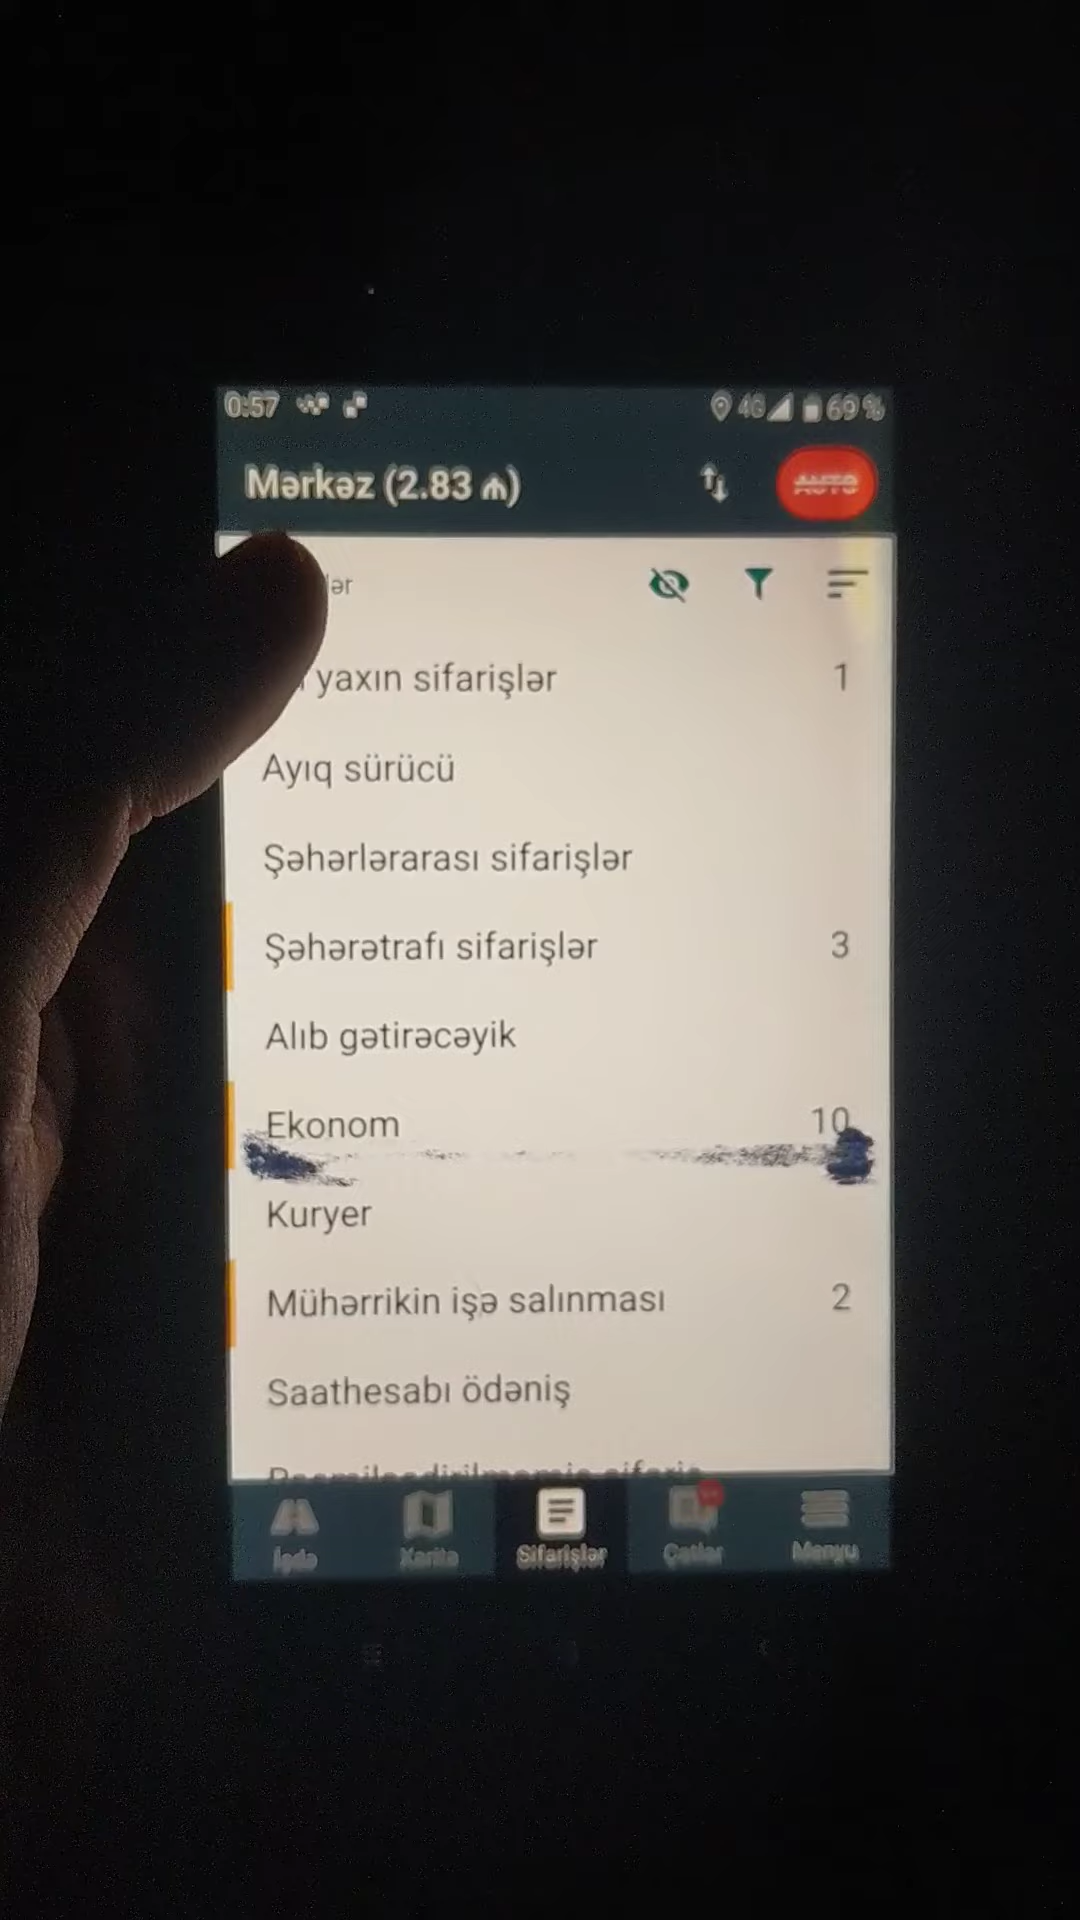 0:57 4G 69%
Mərkəz (2.83 ₼) AUTO
lər
yaxın sifarişlər 1
Ayıq sürücü
Şəhərlərarası sifarişlər
Şəhərətrafı sifarişlər 3
Alıb gətirəcəyik
Ekonom 10
Kuryer
Mühərrikin işə salınması 2
Saathesabı ödəniş
İşdə Xəritə Sifarişlər Çatlar Menyu